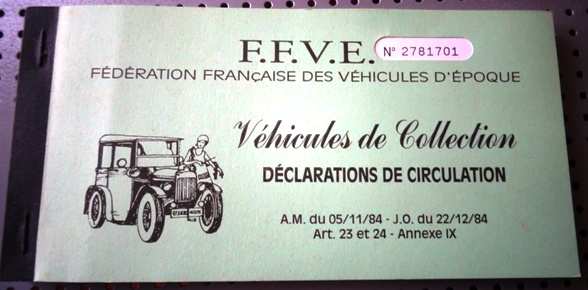 F.F.V.E.
N° 2781701
FÉDÉRATION FRANÇAISE DES VÉHICULES D'ÉPOQUE
Véhicules de Collection
DÉCLARATIONS DE CIRCULATION
A.M. du 05/11/84 - J.O. du 22/12/84
Art. 23 et 24 - Annexe IX